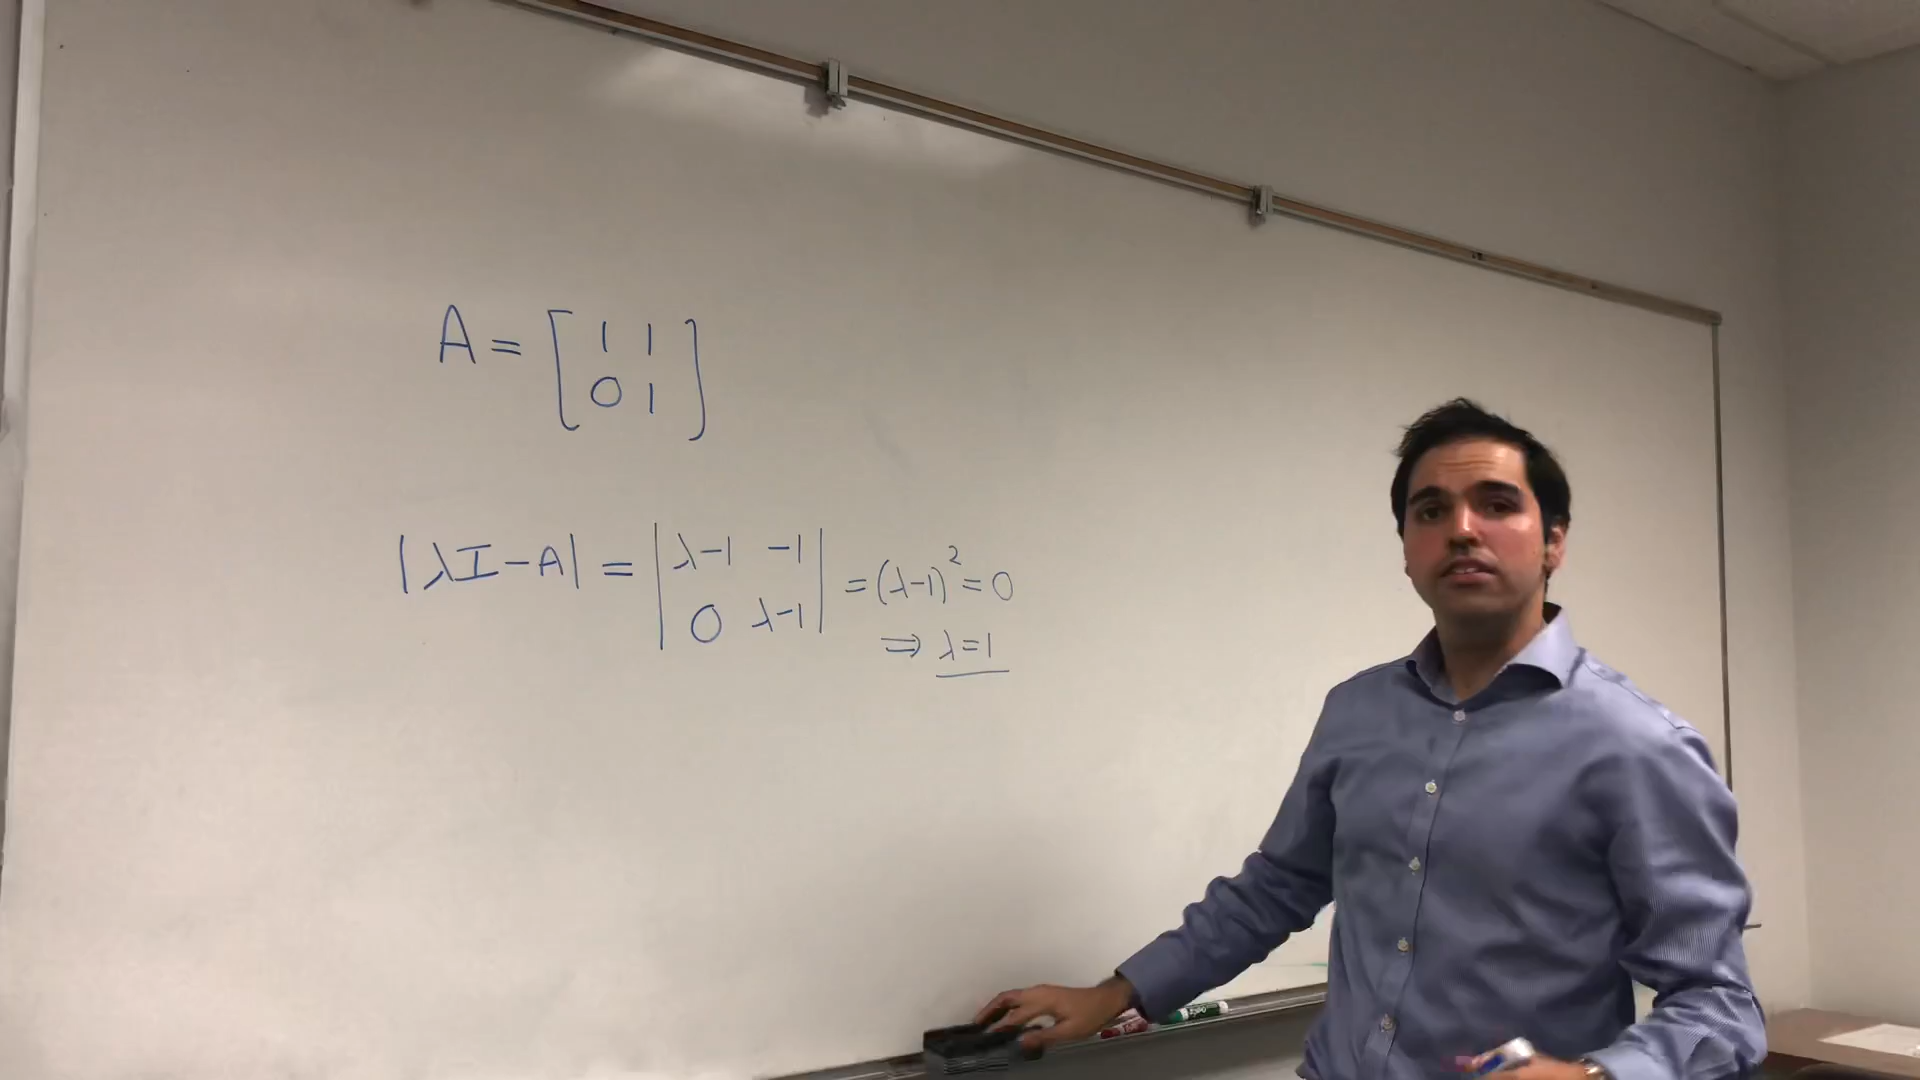 A = [ 1 1
0 1 ]
|λI-A| = | λ-1 -1
0 λ-1 | = (λ-1)² = 0
⇒ λ=1